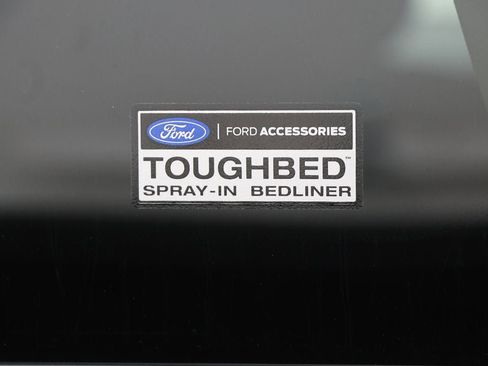 Ford | FORD ACCESSORIES
TOUGHBED™
SPRAY-IN BEDLINER